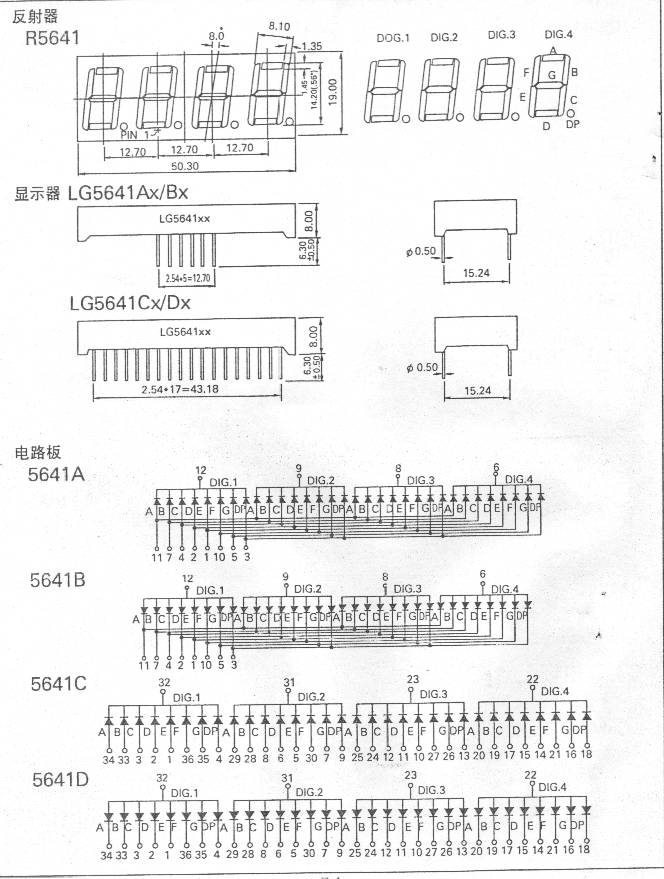 反射器
R5641
8.0°
8.10
1.35
1.45
14.20(.56")
19.00
PIN 1
12.70 12.70 12.70
50.30
DOG.1 DIG.2 DIG.3 DIG.4
A
F G B
E C
D DP
显示器 LG5641Ax/Bx
LG5641xx
8.00
6.30
±0.50
2.54*5=12.70
ϕ 0.50
15.24
LG5641Cx/Dx
LG5641xx
8.00
6.30
±0.50
2.54*17=43.18
ϕ 0.50
15.24
电路板
5641A
12 9 8 6
DIG.1 DIG.2 DIG.3 DIG.4
A B C D E F G DP A B C D E F G DP A B C D E F G DP A B C D E F G DP
11 7 4 2 1 10 5 3
5641B
12 9 8 6
DIG.1 DIG.2 DIG.3 DIG.4
A B C D E F G DP A B C D E F G DP A B C D E F G DP A B C D E F G DP
11 7 4 2 1 10 5 3
5641C
32 31 23 22
DIG.1 DIG.2 DIG.3 DIG.4
A B C D E F G DP A B C D E F G DP A B C D E F G DP A B C D E F G DP
34 33 3 2 1 36 35 4 29 28 8 6 5 30 7 9 25 24 12 11 10 27 26 13 20 19 17 15 14 21 16 18
5641D
32 31 23 22
DIG.1 DIG.2 DIG.3 DIG.4
A B C D E F G DP A B C D E F G DP A B C D E F G DP A B C D E F G DP
34 33 3 2 1 36 35 4 29 28 8 6 5 30 7 9 25 24 12 11 10 27 26 13 20 19 17 15 14 21 16 18